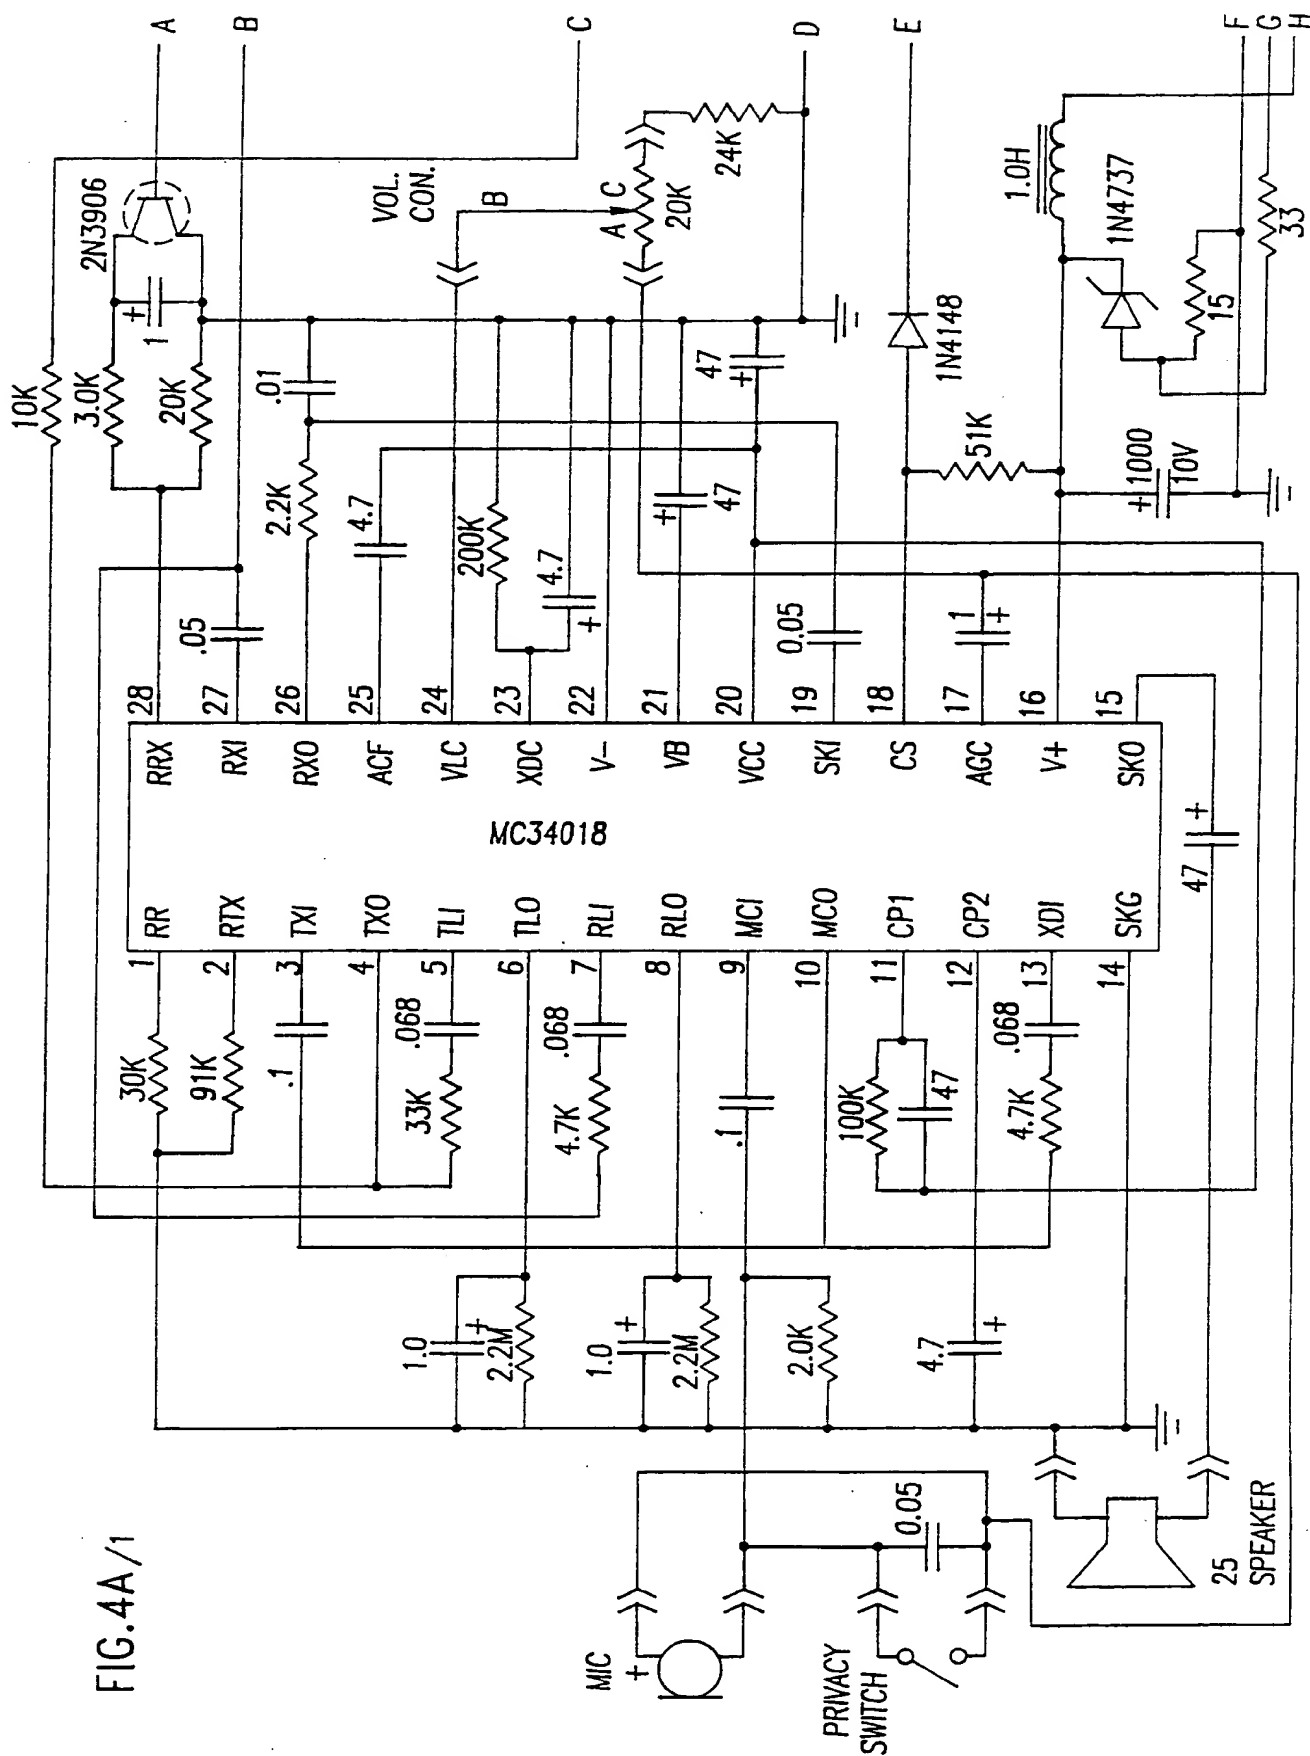 FIG.4A/1
10K
2N3906
3.0K
1
+
20K
A
B
C
D
E
F
G
H
VOL.
CON.
B
A
C
20K
24K
.05
2.2K
.01
4.7
200K
4.7
+
47
+
47
+
0.05
1N4148
51K
1
+
1.0H
1N4737
15
33
+
1000
10V
28
27
26
25
24
23
22
21
20
19
18
17
16
15
RRX
RXI
RXO
ACF
VLC
XDC
V-
VB
VCC
SKI
CS
AGC
V+
SKO
MC34018
RR
RTX
TXI
TXO
TLI
TLO
RLI
RLO
MCI
MCO
CP1
CP2
XDI
SKG
1
2
3
4
5
6
7
8
9
10
11
12
13
14
30K
91K
.1
33K
.068
4.7K
.068
.1
100K
47
4.7K
.068
47
+
1.0
+
2.2M
1.0
+
2.2M
2.0K
4.7
+
MIC
+
PRIVACY
SWITCH
0.05
25
SPEAKER